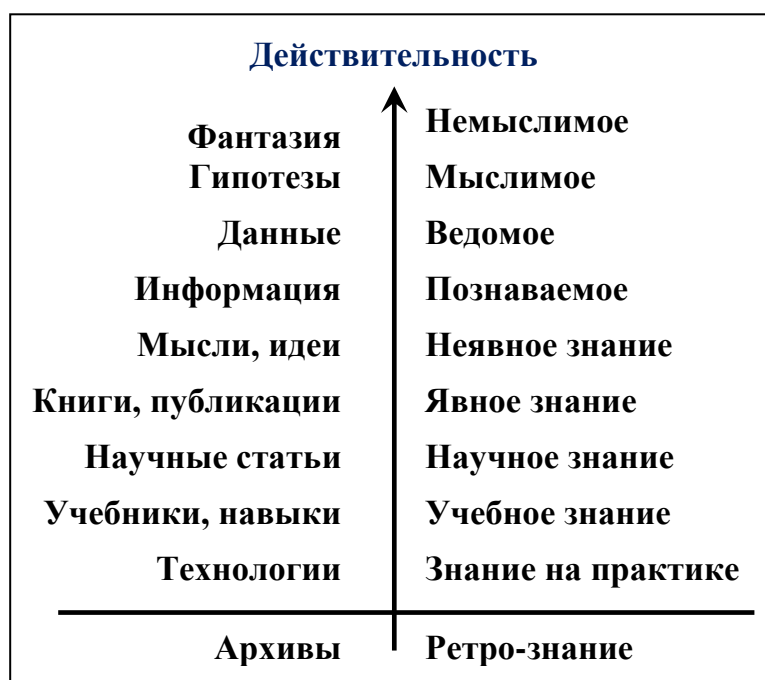 Действительность
Фантазия
Немыслимое
Гипотезы
Мыслимое
Данные
Ведомое
Информация
Познаваемое
Мысли, идеи
Неявное знание
Книги, публикации
Явное знание
Научные статьи
Научное знание
Учебники, навыки
Учебное знание
Технологии
Знание на практике
Архивы
Ретро-знание